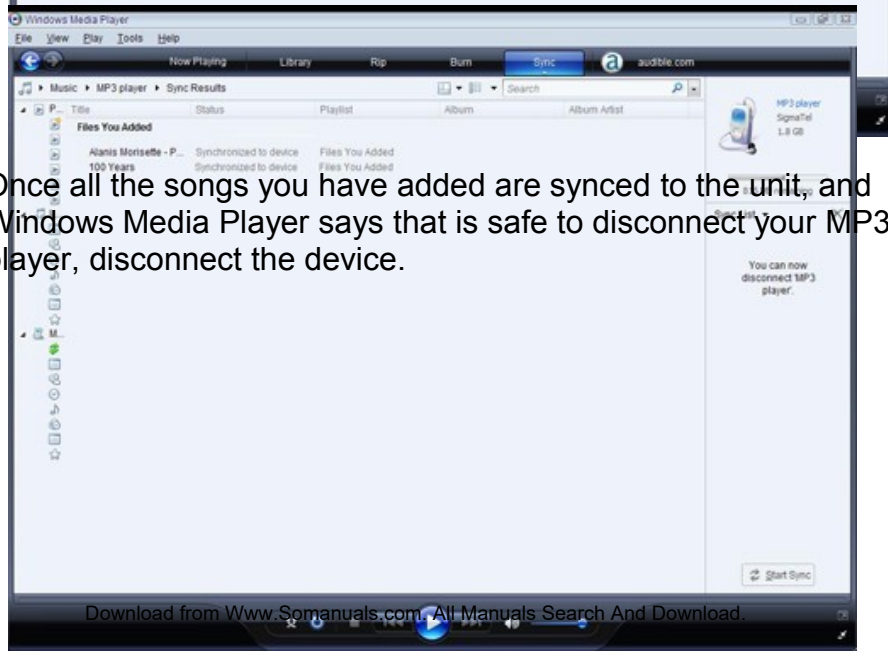 Windows Media Player
File View Play Tools Help
Now Playing Library Rip Burn Sync audible.com
Music ▸ MP3 player ▸ Sync Results Search
P... Title Status Playlist Album Album Artist
Files You Added
Alanis Morisette - P... Synchronized to device Files You Added
100 Years Synchronized to device Files You Added
MP3 player
SigmaTel
1.8 GB
Once all the songs you have added are synced to the unit, and
Windows Media Player says that is safe to disconnect your MP3
player, disconnect the device.
You can now
disconnect 'MP3
player'.
M...
Start Sync
Download from Www.Somanuals.com. All Manuals Search And Download.